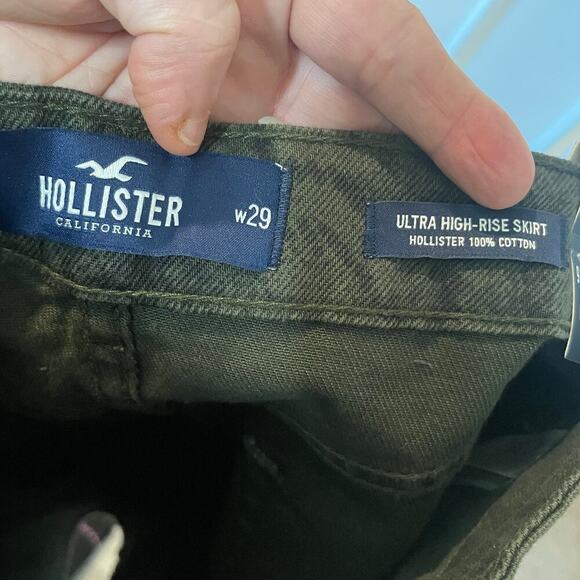 HOLLISTER
CALIFORNIA
W29
ULTRA HIGH-RISE SKIRT
HOLLISTER 100% COTTON